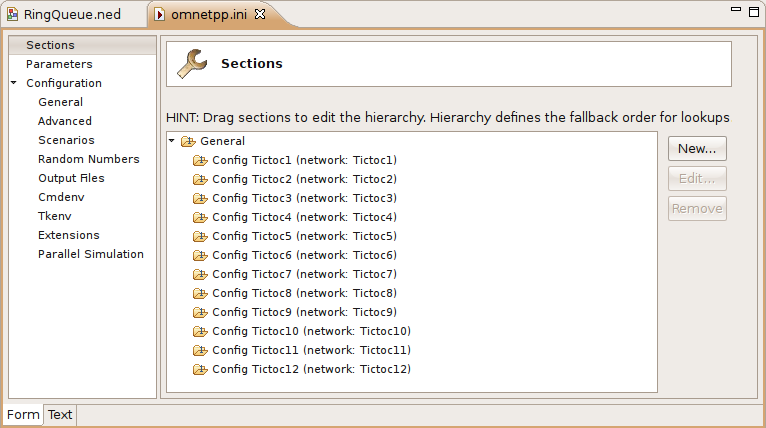 RingQueue.ned
omnetpp.ini
Sections
Parameters
Configuration
General
Advanced
Scenarios
Random Numbers
Output Files
Cmdenv
Tkenv
Extensions
Parallel Simulation
Sections
HINT: Drag sections to edit the hierarchy. Hierarchy defines the fallback order for lookups
General
Config Tictoc1 (network: Tictoc1)
Config Tictoc2 (network: Tictoc2)
Config Tictoc3 (network: Tictoc3)
Config Tictoc4 (network: Tictoc4)
Config Tictoc5 (network: Tictoc5)
Config Tictoc6 (network: Tictoc6)
Config Tictoc7 (network: Tictoc7)
Config Tictoc8 (network: Tictoc8)
Config Tictoc9 (network: Tictoc9)
Config Tictoc10 (network: Tictoc10)
Config Tictoc11 (network: Tictoc11)
Config Tictoc12 (network: Tictoc12)
New...
Edit...
Remove
Form
Text